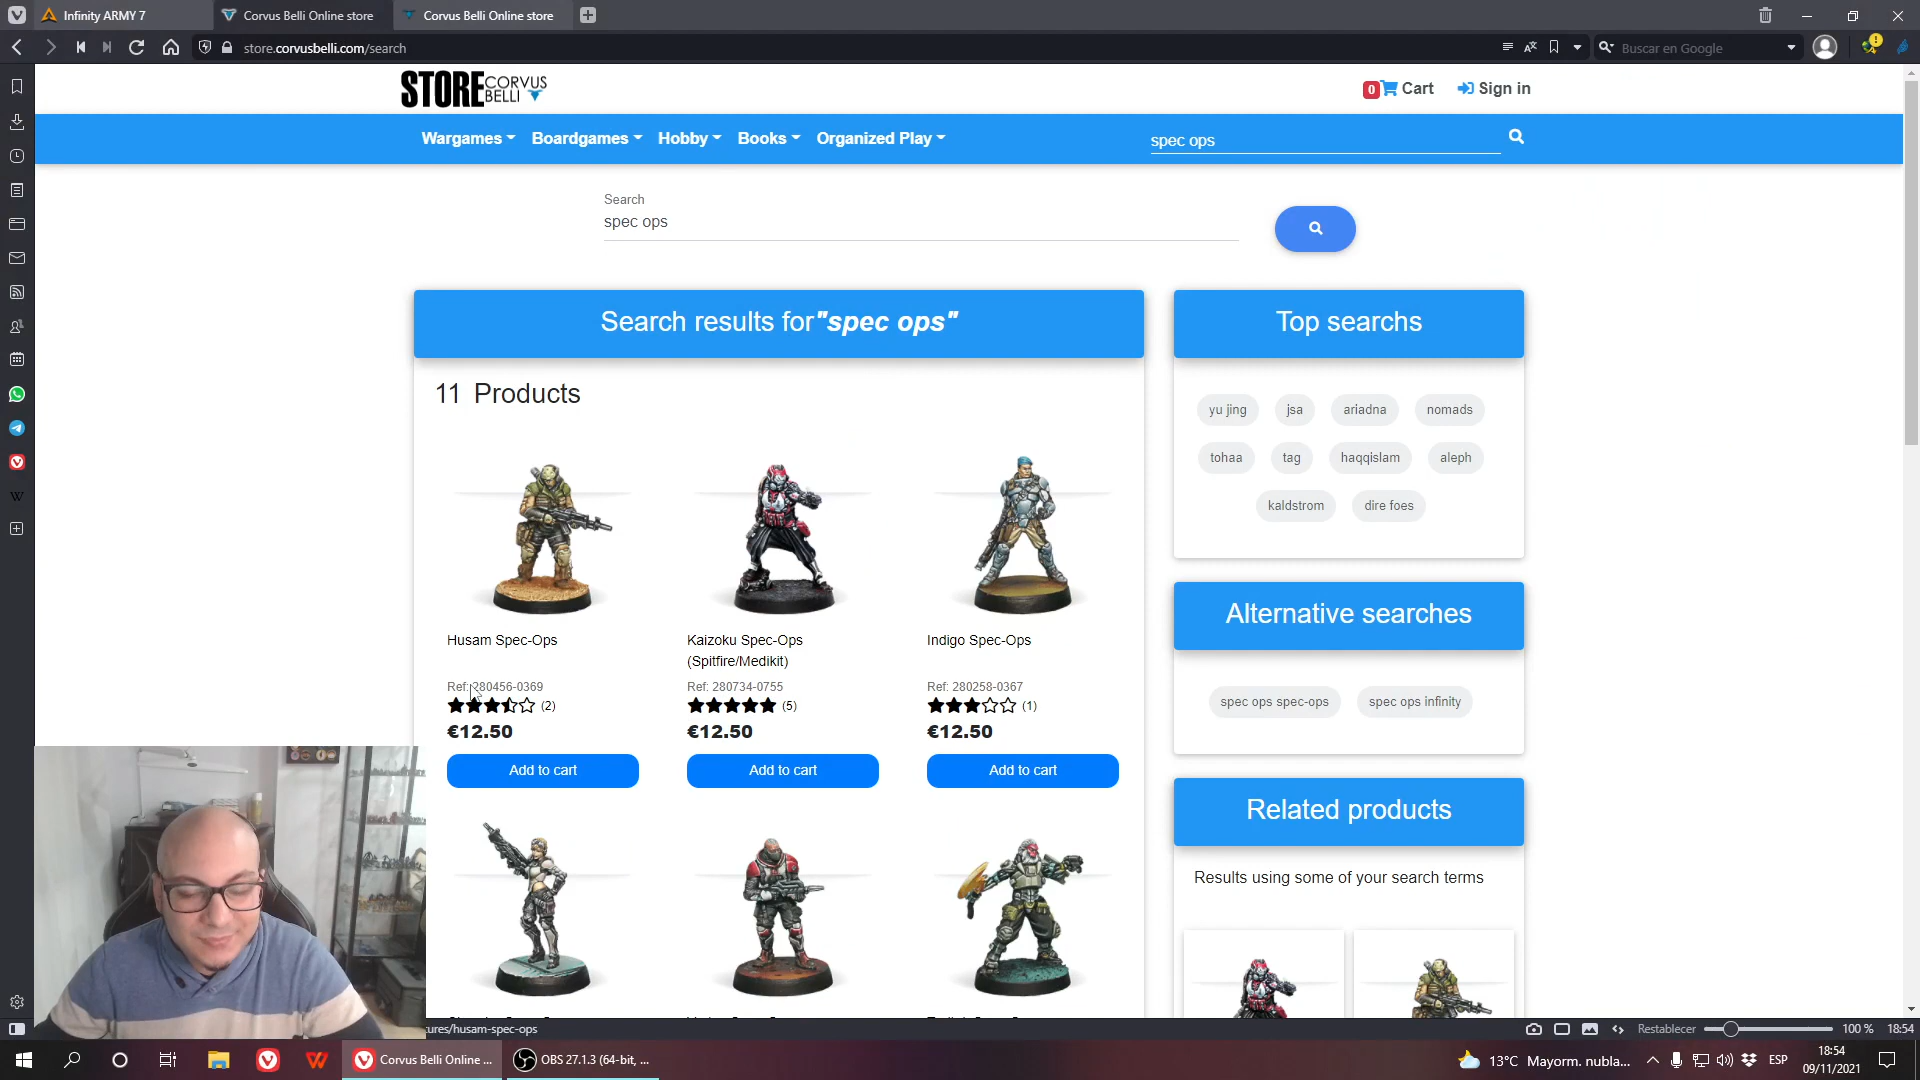 Infinity ARMY 7
Corvus Belli Online store
Corvus Belli Online store
store.corvusbelli.com/search
Buscar en Google
STORE CORVUS BELLI
0 Cart
Sign in
Wargames
Boardgames
Hobby
Books
Organized Play
spec ops
Search
spec ops
Search results for"spec ops"
11 Products
Husam Spec-Ops
Ref: 280456-0369
(2)
€12.50
Add to cart
Kaizoku Spec-Ops
(Spitfire/Medikit)
Ref: 280734-0755
(5)
€12.50
Add to cart
Indigo Spec-Ops
Ref: 280258-0367
(1)
€12.50
Add to cart
Top searchs
yu jing
jsa
ariadna
nomads
tohaa
tag
haqqislam
aleph
kaldstrom
dire foes
Alternative searches
spec ops spec-ops
spec ops infinity
Related products
Results using some of your search terms
ures/husam-spec-ops
Restablecer
100 %
18:54
Corvus Belli Online ...
OBS 27.1.3 (64-bit, ...
13°C Mayorm. nubla...
ESP
18:54
09/11/2021